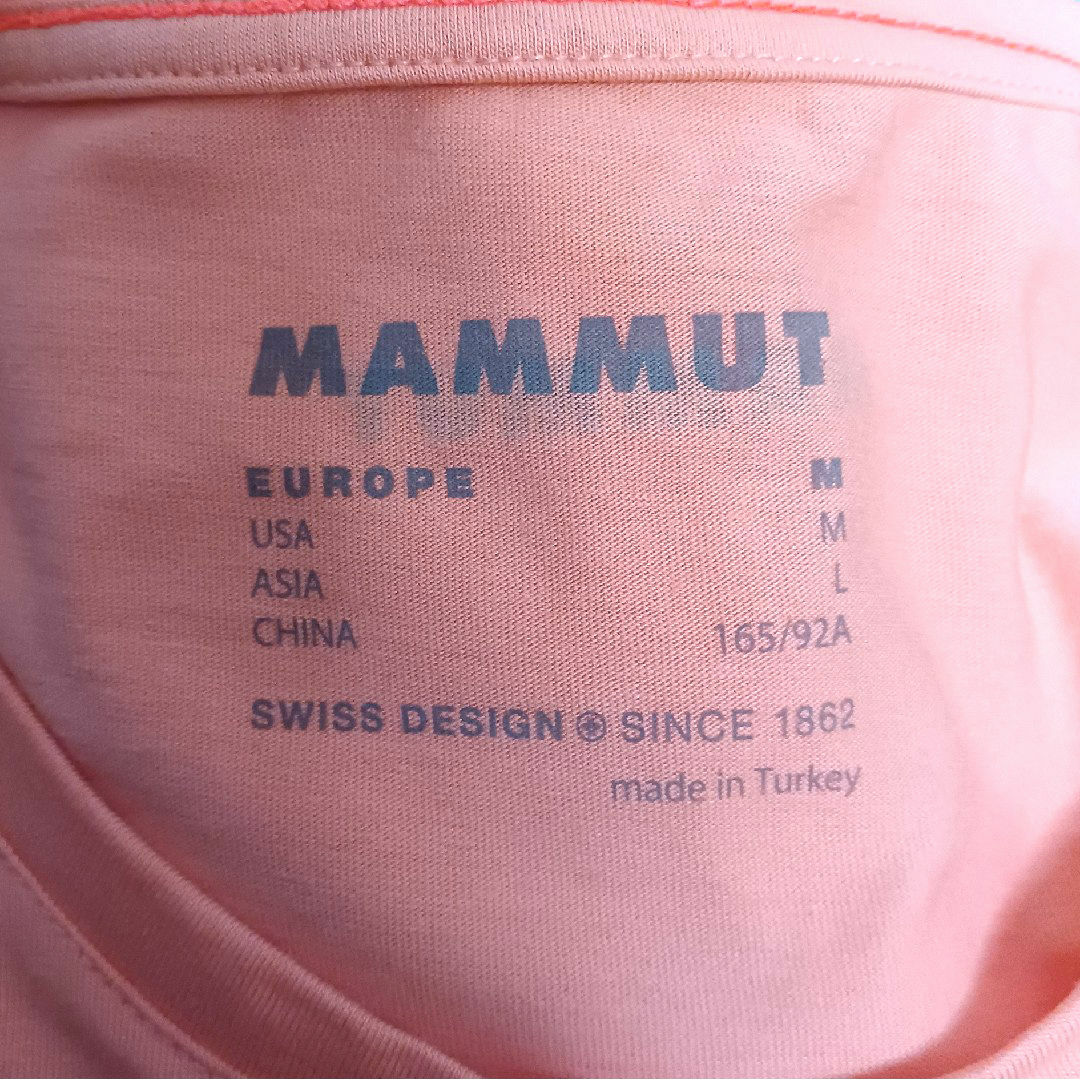 MAMMUT
EUROPE M
USA M
ASIA L
CHINA 165/92A
SWISS DESIGN SINCE 1862
made in Turkey